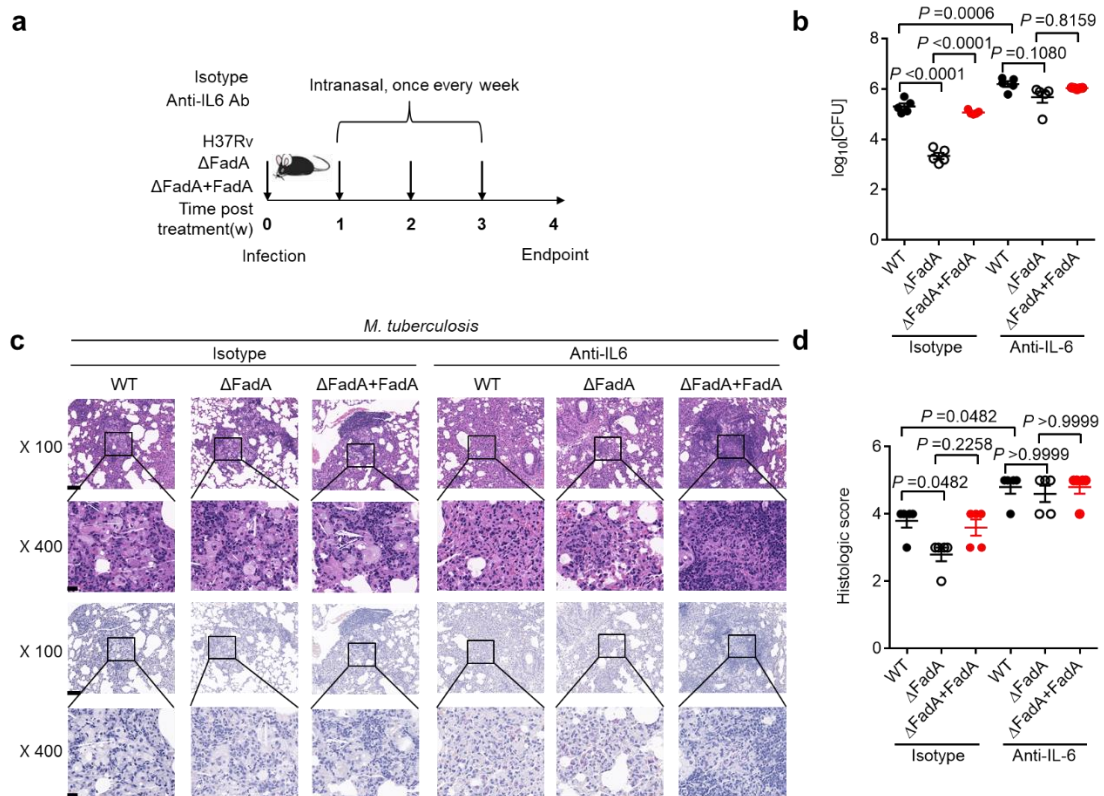 a
Isotype
Anti-IL6 Ab
Intranasal, once every week
H37Rv
ΔFadA
ΔFadA+FadA
Time post
treatment(w)
0 1 2 3 4
Infection Endpoint
b
P =0.0006
P =0.8159
P <0.0001
P =0.1080
P <0.0001
log10[CFU]
8
6
4
2
0
WT ΔFadA ΔFadA+FadA WT ΔFadA ΔFadA+FadA
Isotype Anti-IL-6
c
M. tuberculosis
Isotype Anti-IL6
WT ΔFadA ΔFadA+FadA WT ΔFadA ΔFadA+FadA
X 100
X 400
X 100
X 400
d
P =0.0482
P >0.9999
P =0.2258
P >0.9999
P =0.0482
Histologic score
6
4
2
0
WT ΔFadA ΔFadA+FadA WT ΔFadA ΔFadA+FadA
Isotype Anti-IL-6